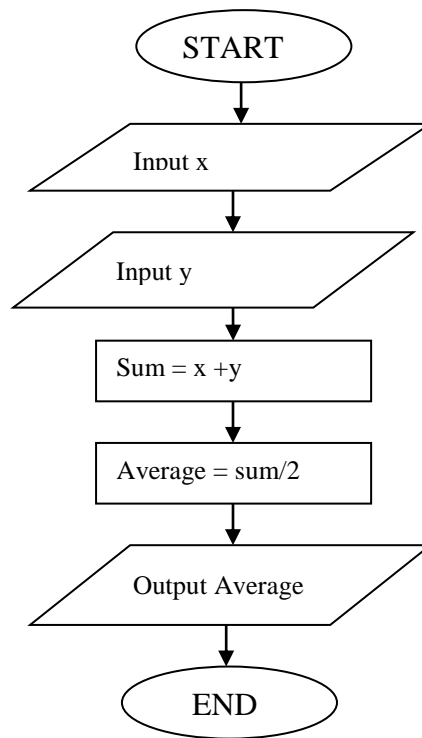 START
Input x
Input y
Sum = x +y
Average = sum/2
Output Average
END